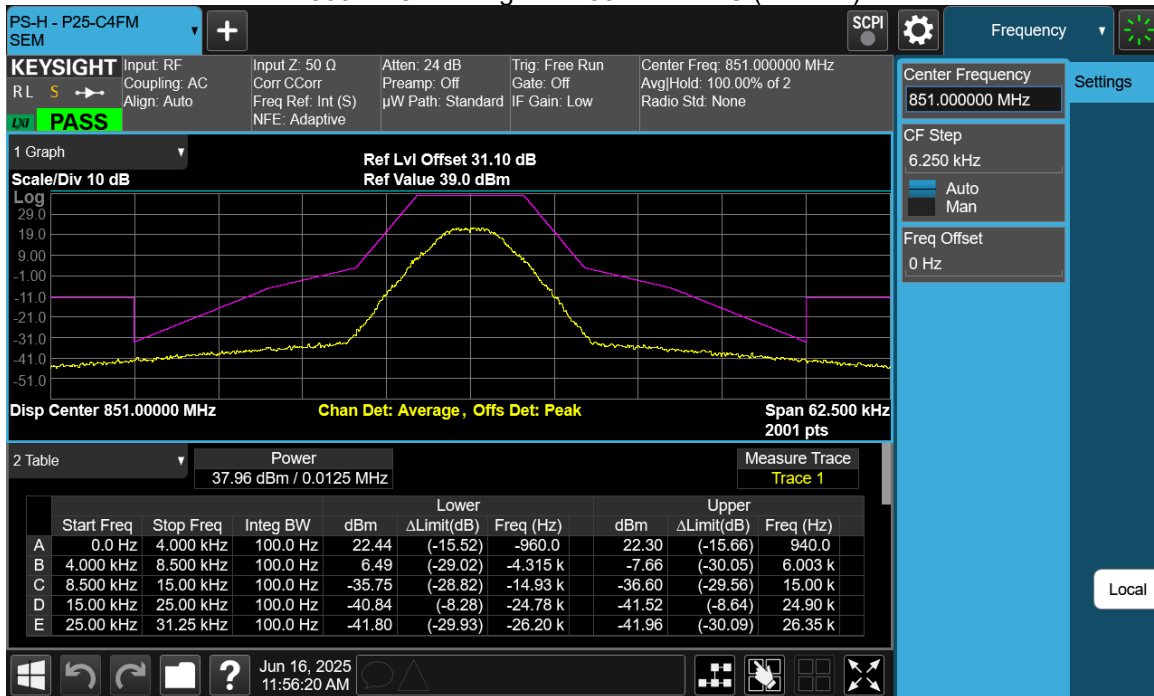 PS-H - P25-C4FM
SEM
+
SCPI
Frequency
KEYSIGHT
RL S
LXI PASS
Input: RF
Coupling: AC
Align: Auto
Input Z: 50 Ω
Corr CCorr
Freq Ref: Int (S)
NFE: Adaptive
Atten: 24 dB
Preamp: Off
µW Path: Standard
Trig: Free Run
Gate: Off
IF Gain: Low
Center Freq: 851.000000 MHz
Avg|Hold: 100.00% of 2
Radio Std: None
Center Frequency
851.000000 MHz
Settings
CF Step
6.250 kHz
Auto
Man
Freq Offset
0 Hz
1 Graph
Ref Lvl Offset 31.10 dB
Scale/Div 10 dB
Ref Value 39.0 dBm
Log
29.0
19.0
9.00
-1.00
-11.0
-21.0
-31.0
-41.0
-51.0
Disp Center 851.00000 MHz
Chan Det: Average , Offs Det: Peak
Span 62.500 kHz
2001 pts
2 Table
Power
37.96 dBm / 0.0125 MHz
Measure Trace
Trace 1
Lower Upper
Start Freq Stop Freq Integ BW dBm ΔLimit(dB) Freq (Hz) dBm ΔLimit(dB) Freq (Hz)
A 0.0 Hz 4.000 kHz 100.0 Hz 22.44 (-15.52) -960.0 22.30 (-15.66) 940.0
B 4.000 kHz 8.500 kHz 100.0 Hz 6.49 (-29.02) -4.315 k -7.66 (-30.05) 6.003 k
C 8.500 kHz 15.00 kHz 100.0 Hz -35.75 (-28.82) -14.93 k -36.60 (-29.56) 15.00 k
D 15.00 kHz 25.00 kHz 100.0 Hz -40.84 (-8.28) -24.78 k -41.52 (-8.64) 24.90 k
E 25.00 kHz 31.25 kHz 100.0 Hz -41.80 (-29.93) -26.20 k -41.96 (-30.09) 26.35 k
Local
?
Jun 16, 2025
11:56:20 AM